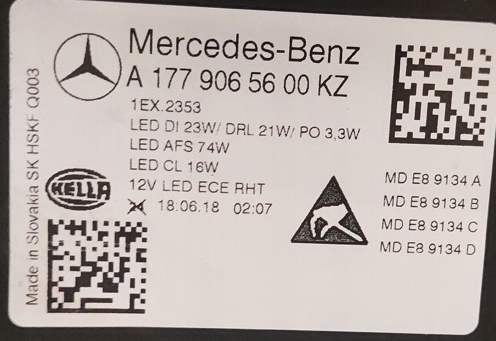 Mercedes-Benz
A 177 906 56 00 KZ
1EX.2353
LED DI 23W/ DRL 21W/ PO 3,3W
LED AFS 74W
LED CL 16W
12V LED ECE RHT
18.06.18 02:07
HELLA
Made in Slovakia SK HSKF Q003
MD E8 9134 A
MD E8 9134 B
MD E8 9134 C
MD E8 9134 D